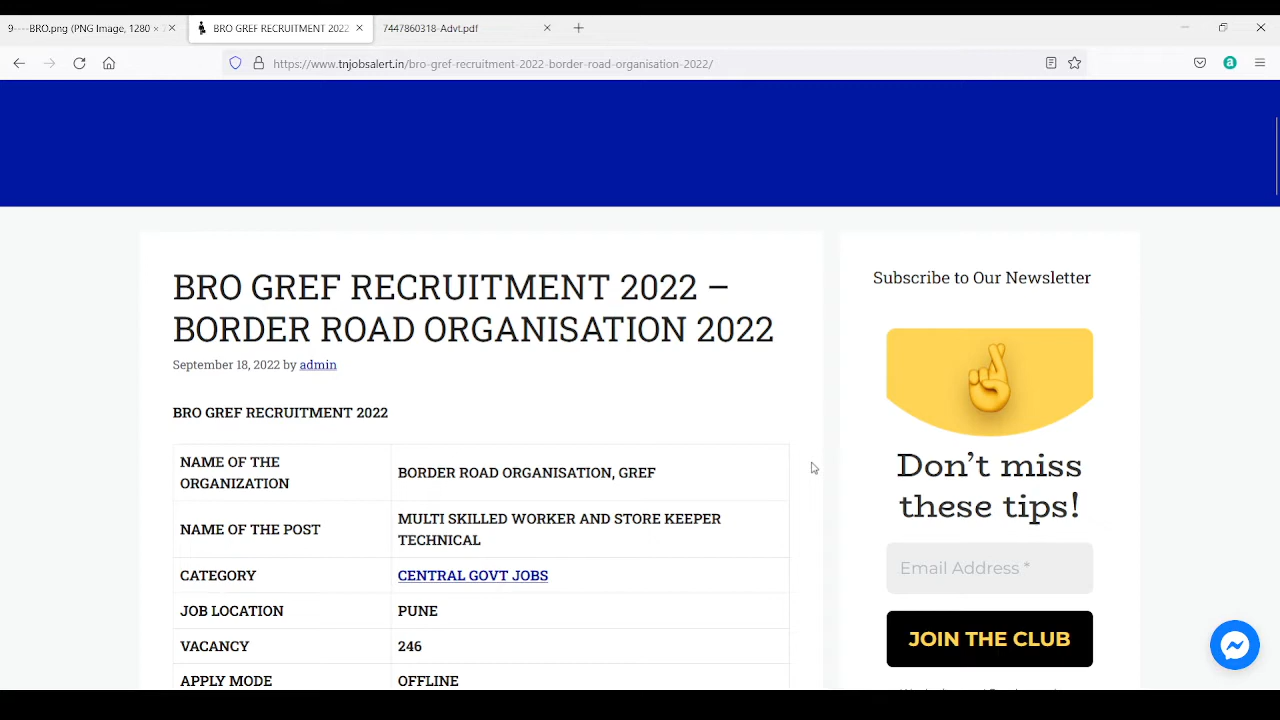 9----BRO.png (PNG Image, 1280 ×
BRO GREF RECRUITMENT 2022
7447860318-Advt.pdf
https://www.tnjobsalert.in/bro-gref-recruitment-2022-border-road-organisation-2022/
a
BRO GREF RECRUITMENT 2022 –
BORDER ROAD ORGANISATION 2022
September 18, 2022 by admin
BRO GREF RECRUITMENT 2022
NAME OF THE
ORGANIZATION
BORDER ROAD ORGANISATION, GREF
NAME OF THE POST
MULTI SKILLED WORKER AND STORE KEEPER
TECHNICAL
CATEGORY
CENTRAL GOVT JOBS
JOB LOCATION
PUNE
VACANCY
246
APPLY MODE
OFFLINE
Subscribe to Our Newsletter
Don't miss
these tips!
Email Address *
JOIN THE CLUB